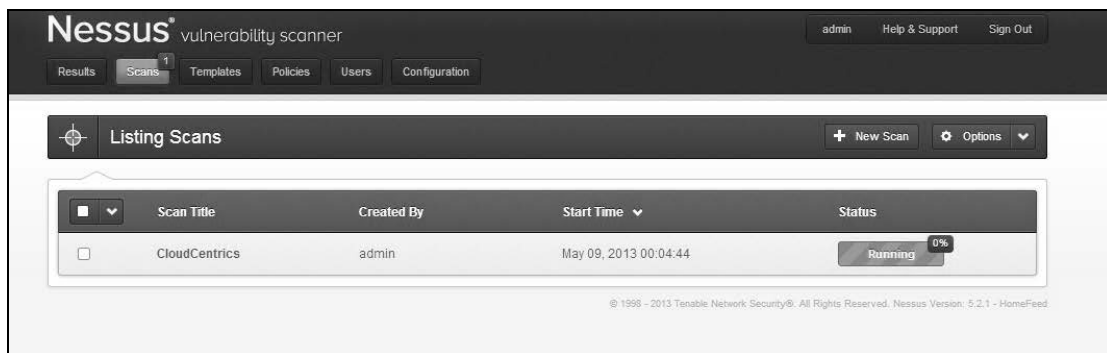 Nessus® vulnerability scanner
admin Help & Support Sign Out
Results Scans 1 Templates Policies Users Configuration
Listing Scans
New Scan Options
Scan Title Created By Start Time Status
CloudCentrics admin May 09, 2013 00:04:44 Running 0%
© 1998 - 2013 Tenable Network Security®. All Rights Reserved. Nessus Version: 5.2.1 - HomeFeed